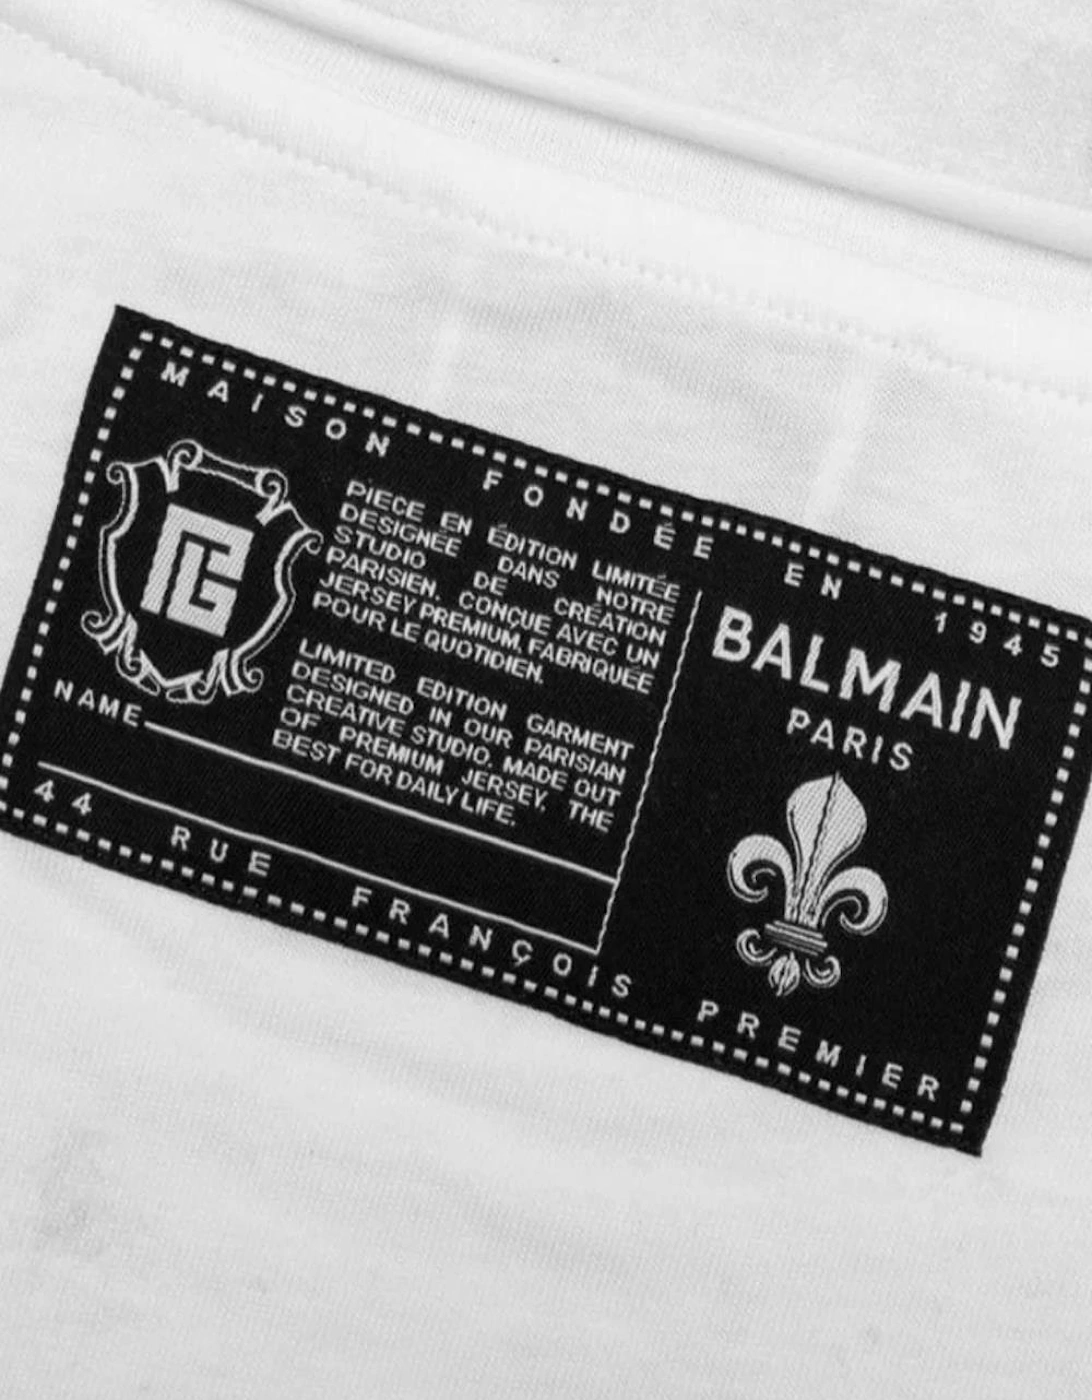 MAISON FONDÉE EN 1945
PIECE EN ÉDITION LIMITÉE
DESIGNÉE DANS NOTRE
STUDIO DE CRÉATION
PARISIEN. CONÇUE AVEC UN
JERSEY PREMIUM, FABRIQUÉE
POUR LE QUOTIDIEN.
LIMITED EDITION GARMENT
DESIGNED IN OUR PARISIAN
CREATIVE STUDIO. MADE OUT
OF PREMIUM JERSEY, THE
BEST FOR DAILY LIFE.
NAME
BALMAIN
PARIS
44 RUE FRANÇOIS PREMIER